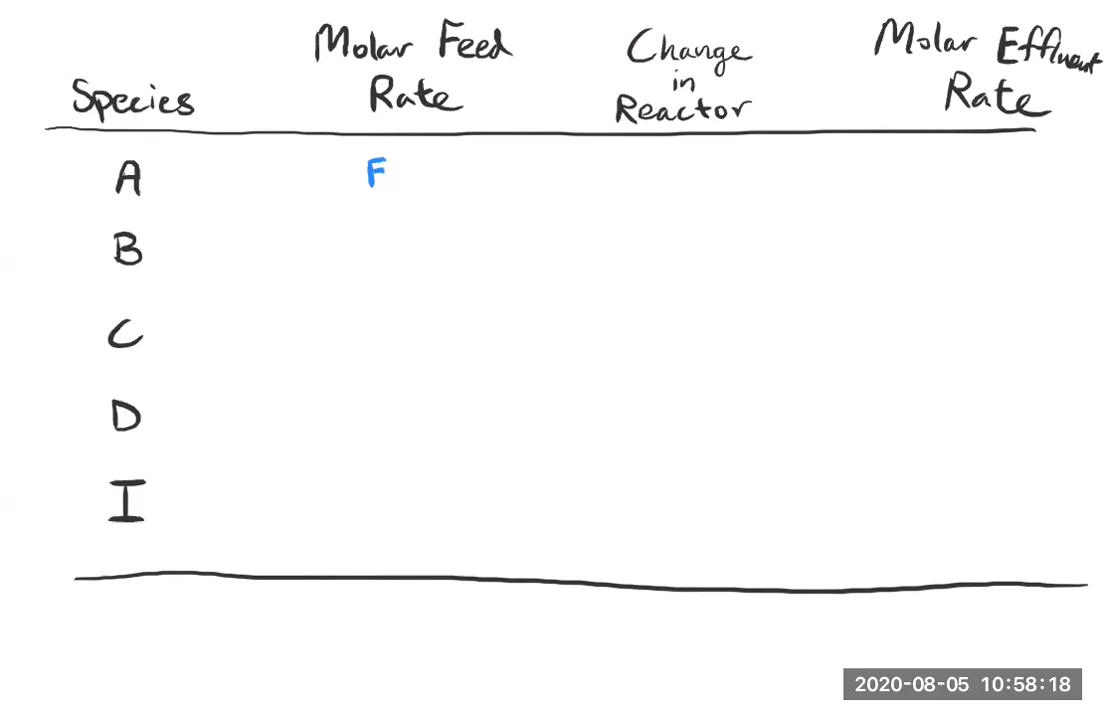 Species
Molar Feed
Rate
Change
in
Reactor
Molar Effluent
Rate
A
F
B
C
D
I
2020-08-05 10:58:18